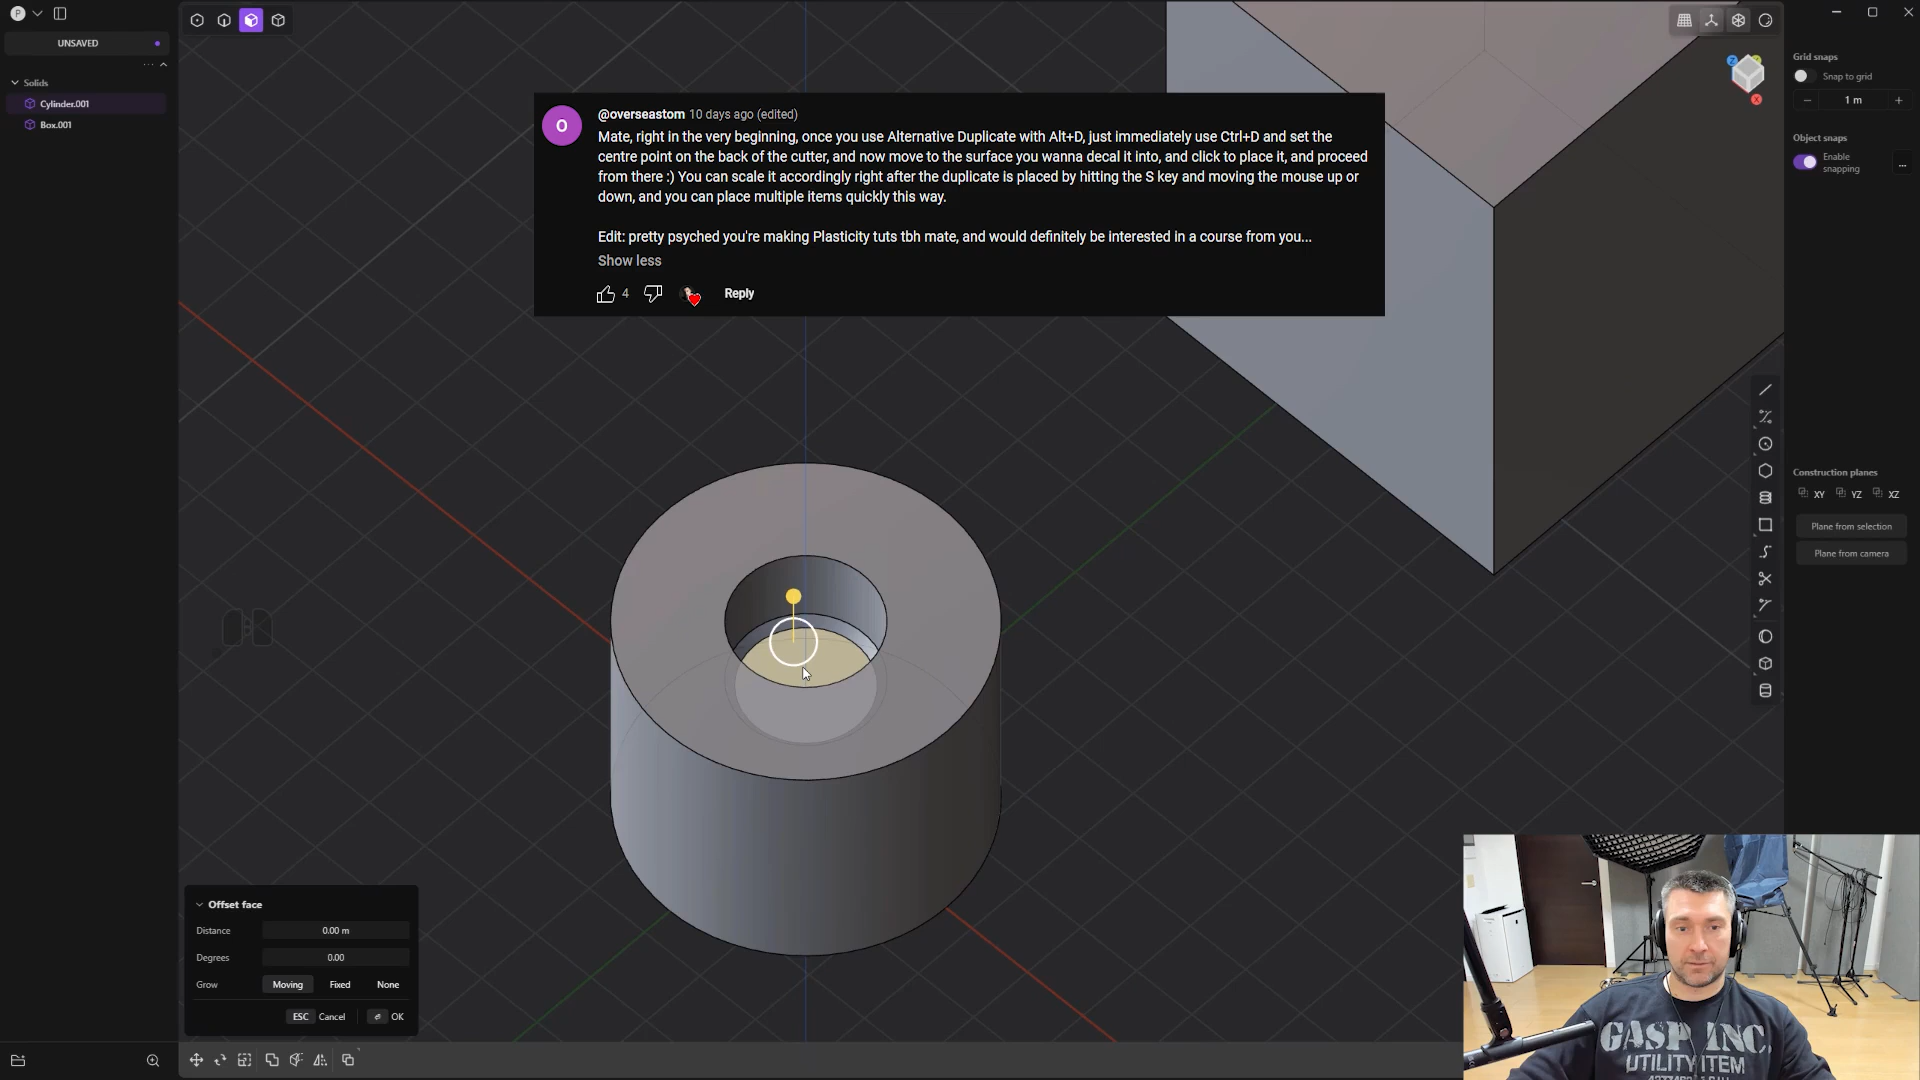 P
UNSAVED
Solids
Cylinder.001
Box.001
@overseastom 10 days ago (edited)
O
Mate, right in the very beginning, once you use Alternative Duplicate with Alt+D, just immediately use Ctrl+D and set the
centre point on the back of the cutter, and now move to the surface you wanna decal it into, and click to place it, and proceed
from there :) You can scale it accordingly right after the duplicate is placed by hitting the S key and moving the mouse up or
down, and you can place multiple items quickly this way.
Edit: pretty psyched you're making Plasticity tuts tbh mate, and would definitely be interested in a course from you...
Show less
4
Reply
Z
X
Grid snaps
Snap to grid
1 m
Object snaps
Enable
snapping
...
Construction planes
XY YZ XZ
Plane from selection
Plane from camera
Offset face
Distance 0.00 m
Degrees 0.00
Grow Moving Fixed None
ESC Cancel OK
GASP INC.
UTILITY ITEM